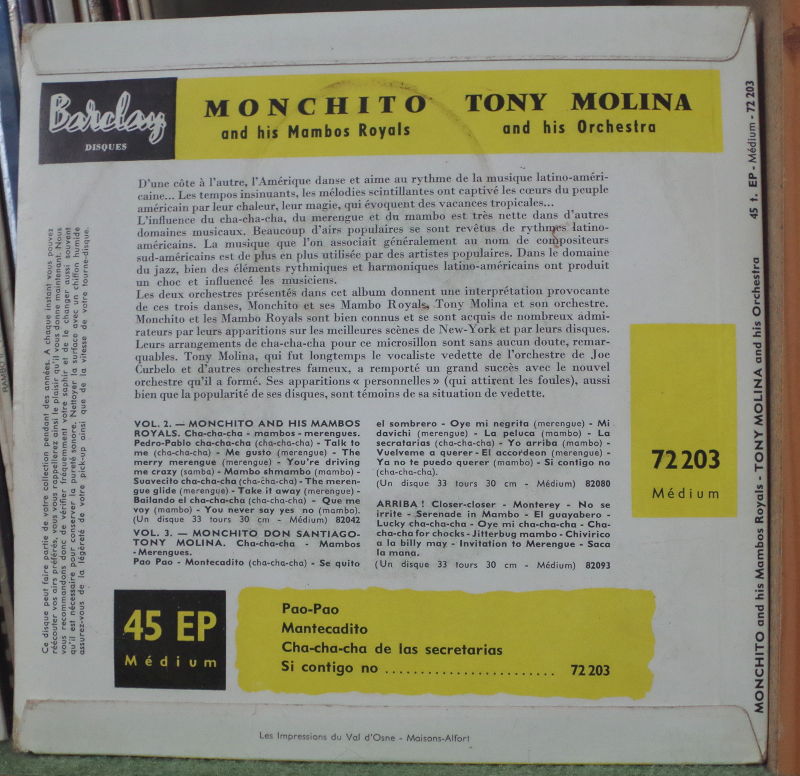 Barclay
DISQUES
MONCHITO
and his Mambos Royals
TONY MOLINA
and his Orchestra
D'une côte à l'autre, l'Amérique danse et aime au rythme de la musique latino-améri-
caine... Les tempos insinuants, les mélodies scintillantes ont captivé les cœurs du peuple
américain par leur chaleur, leur magie, qui évoquent des vacances tropicales...
L'influence du cha-cha-cha, du merengue et du mambo est très nette dans d'autres
domaines musicaux. Beaucoup d'airs populaires se sont revêtus de rythmes latino-
américains. La musique que l'on associait généralement au nom de compositeurs
sud-américains est de plus en plus utilisée par des artistes populaires. Dans le domaine
du jazz, bien des éléments rythmiques et harmoniques latino-américains ont produit
un choc et influencé les musiciens.
Les deux orchestres présentés dans cet album donnent une interprétation provocante
de ces trois danses, Monchito et ses Mambo Royals, Tony Molina et son orchestre.
Monchito et les Mambo Royals sont bien connus et se sont acquis de nombreux admi-
rateurs par leurs apparitions sur les meilleures scènes de New-York et par leurs disques.
Leurs arrangements de cha-cha-cha pour ce microsillon sont sans aucun doute, remar-
quables. Tony Molina, qui fut longtemps le vocaliste vedette de l'orchestre de Joe
Curbelo et d'autres orchestres fameux, a remporté un grand succès avec le nouvel
orchestre qu'il a formé. Ses apparitions « personnelles » (qui attirent les foules), aussi
bien que la popularité de ses disques, sont témoins de sa situation de vedette.
VOL. 2. — MONCHITO AND HIS MAMBOS
ROYALS. Cha-cha-cha - mambos - merengues.
Pedro-Pablo cha-cha-cha (cha-cha-cha) - Talk to
me (cha-cha-cha) - Me gusto (merengue) - The
merry merengue (merengue) - You're driving
me crazy (samba) - Mambo shmambo (mambo) -
Suavecito cha-cha-cha (cha-cha-cha) - The meren-
gue glide (merengue) - Take it away (merengue) -
Bailando el cha-cha-cha (cha-cha-cha) - Que me
voy (mambo) - You never say yes no (mambo).
(Un disque 33 tours 30 cm - Médium) 82042
VOL. 3. — MONCHITO DON SANTIAGO-
TONY MOLINA. Cha-cha-cha - Mambos
-Merengues.
Pao Pao - Montecadito (cha-cha-cha) - Se quito
el sombrero - Oye mi negrita (merengue) - Mi
davichi (merengue) - La peluca (mambo) - La
secratarias (cha-cha-cha) - Yo arriba (mambo) -
Vuelveme a querer - El accordeon (merengue) -
Ya no te puedo querer (mambo) - Si contigo no
(cha-cha-cha).
(Un disque 33 tours 30 cm - Médium) 82080
ARRIBA ! Closer-closer - Monterey - No se
irrite - Serenade in Mambo - El guayabero -
Lucky cha-cha-cha - Oye mi cha-cha-cha - Cha-
cha-cha for chocks - Jitterbug mambo - Chivirico
a la billy may - Invitation to Merengue - Saca
la mana.
(Un disque 33 tours 30 cm - Médium) 82093
72203
Médium
45 EP
Médium
Pao-Pao
Mantecadito
Cha-cha-cha de las secretarias
Si contigo no ........................ 72203
Les Impressions du Val d'Osne - Maisons-Alfort
Ce disque peut faire partie de votre collection pendant des années. A chaque instant vous pouvez
réécouter vos airs préférés, vous vous rappellerez ainsi le plaisir qu'il vous donne maintenant. Nous
vous recommandons donc de vérifier fréquemment votre saphir et de le changer aussi souvent
qu'il est nécessaire pour conserver la pureté sonore. Nettoyer la surface avec un chiffon humide
assurez-vous de la légèreté de votre pick-up ainsi que de la vitesse de votre tourne-disque.
MONCHITO and his Mambos Royals - TONY MOLINA and his Orchestra 45 t. EP - Médium - 72 203